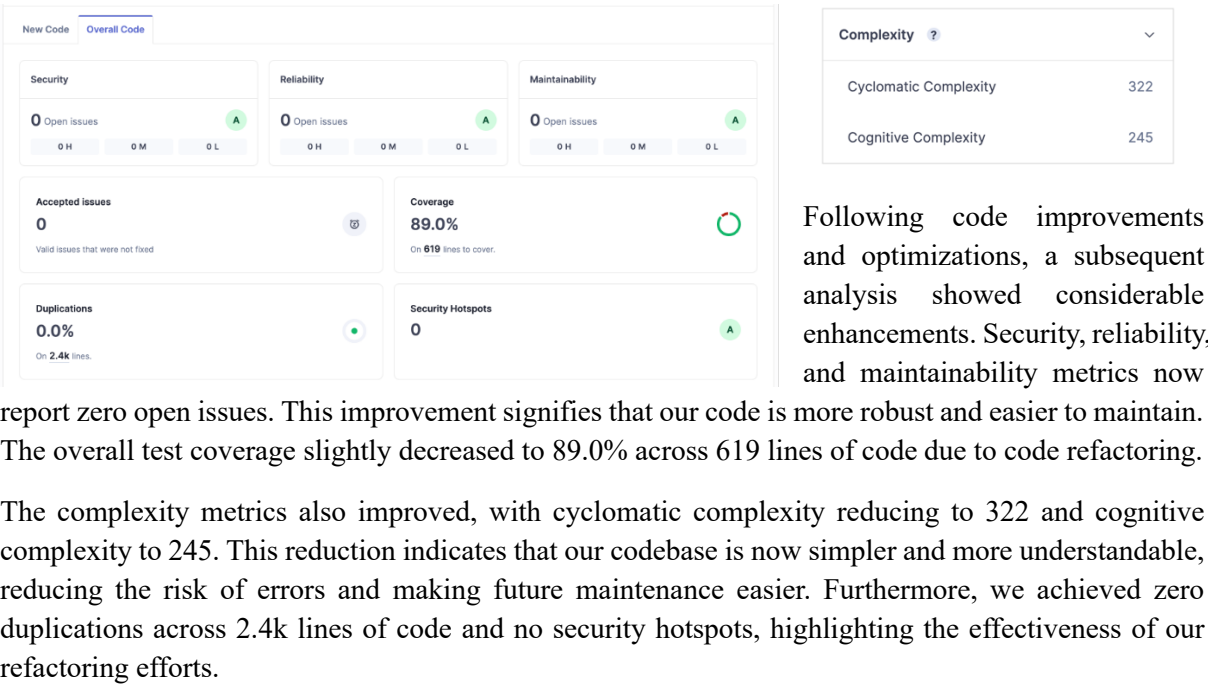 New Code Overall Code
Security
0 Open issues A
0 H 0 M 0 L
Reliability
0 Open issues A
0 H 0 M 0 L
Maintainability
0 Open issues A
0 H 0 M 0 L
Accepted issues
0
Valid issues that were not fixed
Coverage
89.0%
On 619 lines to cover.
Duplications
0.0%
On 2.4k lines.
Security Hotspots
0 A
Complexity ?
Cyclomatic Complexity 322
Cognitive Complexity 245
Following code improvements
and optimizations, a subsequent
analysis showed considerable
enhancements. Security, reliability,
and maintainability metrics now
report zero open issues. This improvement signifies that our code is more robust and easier to maintain.
The overall test coverage slightly decreased to 89.0% across 619 lines of code due to code refactoring.
The complexity metrics also improved, with cyclomatic complexity reducing to 322 and cognitive
complexity to 245. This reduction indicates that our codebase is now simpler and more understandable,
reducing the risk of errors and making future maintenance easier. Furthermore, we achieved zero
duplications across 2.4k lines of code and no security hotspots, highlighting the effectiveness of our
refactoring efforts.